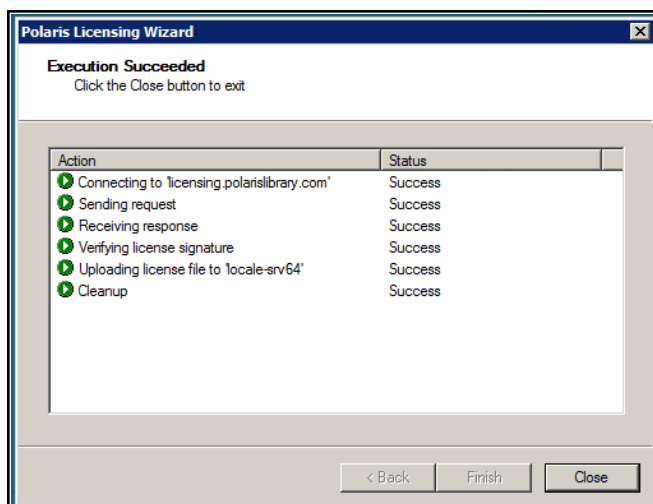 Polaris Licensing Wizard
Execution Succeeded
Click the Close button to exit
Action Status
Connecting to 'licensing.polarislibrary.com' Success
Sending request Success
Receiving response Success
Verifying license signature Success
Uploading license file to 'locale-srv64' Success
Cleanup Success
< Back Finish Close